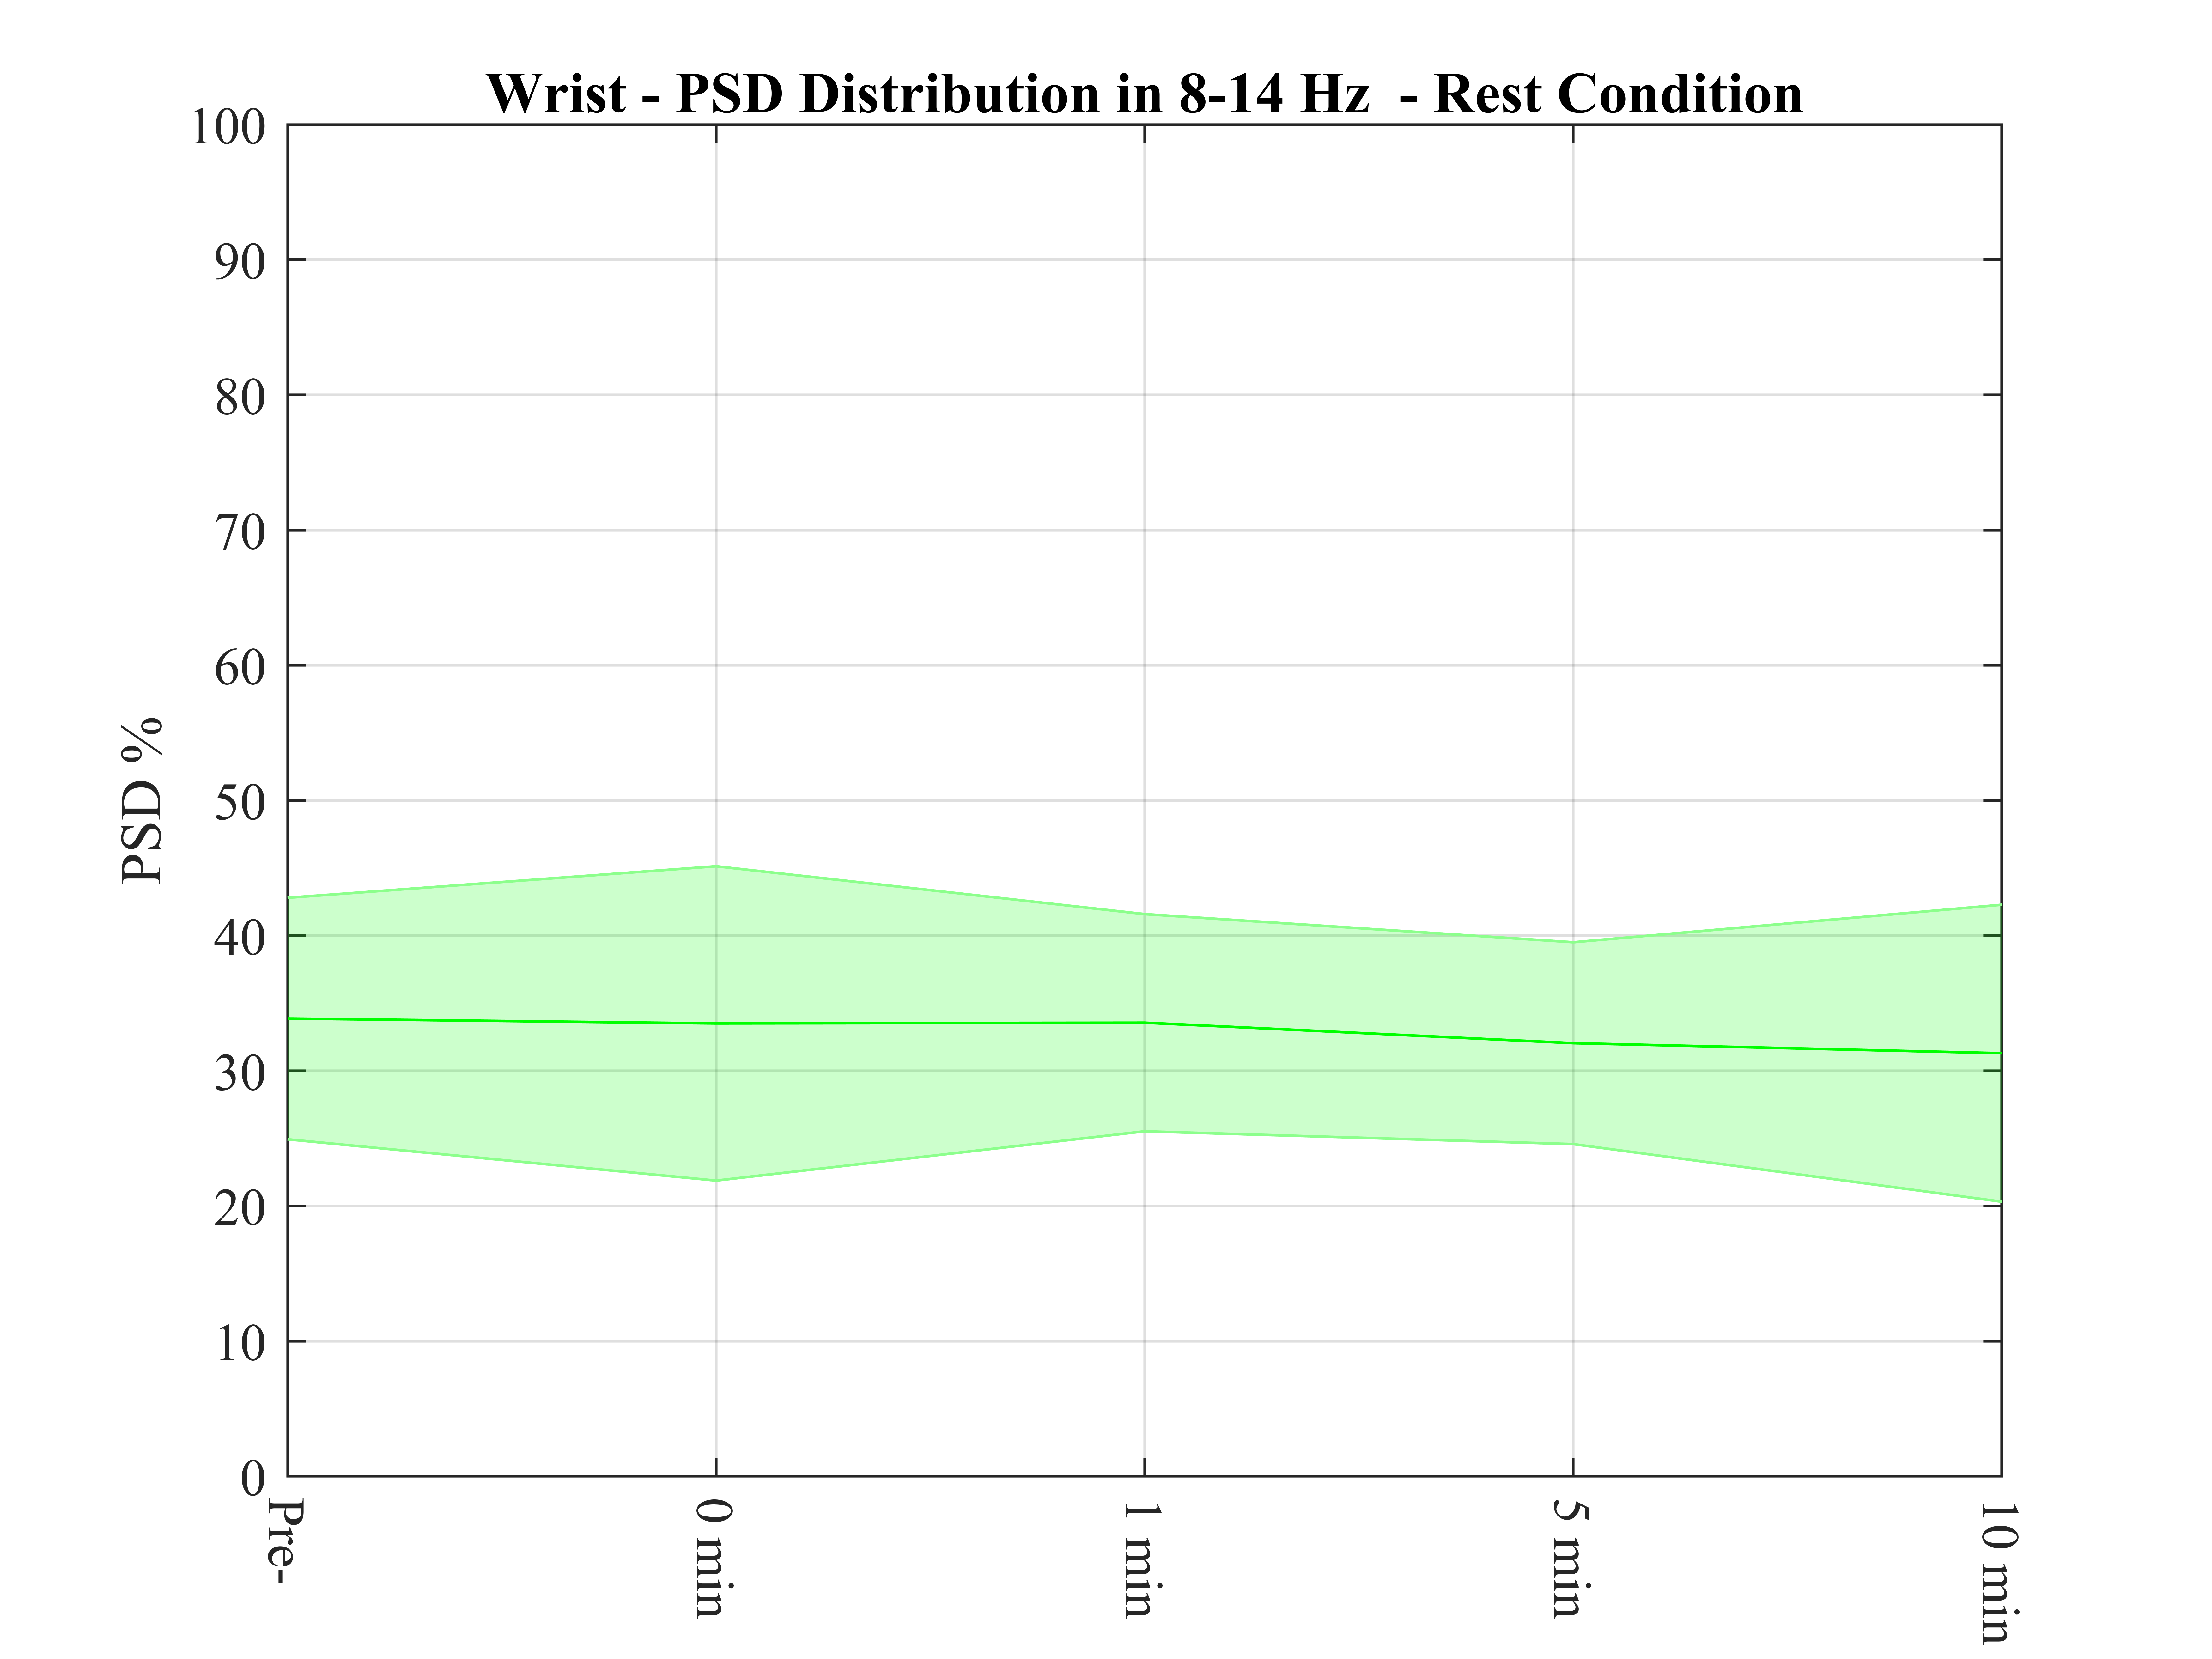 Wrist - PSD Distribution in 8-14 Hz - Rest Condition
PSD %
100
90
80
70
60
50
40
30
20
10
0
Pre-
0 min
1 min
5 min
10 min